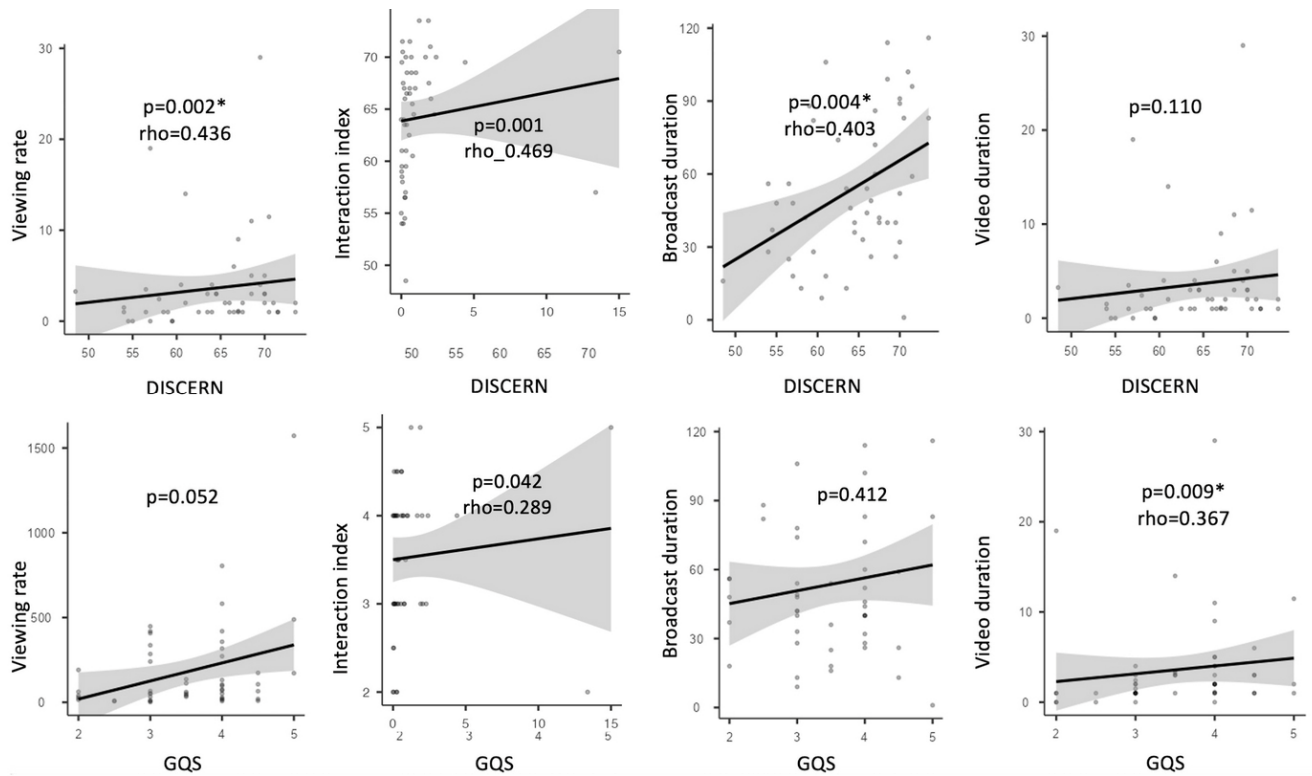 30
20
10
0
Viewing rate
p=0.002*
rho=0.436
50 55 60 65 70
DISCERN
70
65
60
55
50
Interaction index
p=0.001
rho_0.469
0 15
50 55 60 65 70
DISCERN
120
90
60
30
0
Broadcast duration
p=0.004*
rho=0.403
50 55 60 65 70
DISCERN
30
20
10
0
Video duration
p=0.110
50 55 60 65 70
DISCERN
1500
1000
500
0
Viewing rate
p=0.052
2 3 4 5
GQS
5
4
3
2
Interaction index
p=0.042
rho=0.289
0 5 10 15
2 3 4 5
GQS
120
90
60
30
0
Broadcast duration
p=0.412
2 3 4 5
GQS
30
20
10
0
Video duration
p=0.009*
rho=0.367
2 3 4 5
GQS